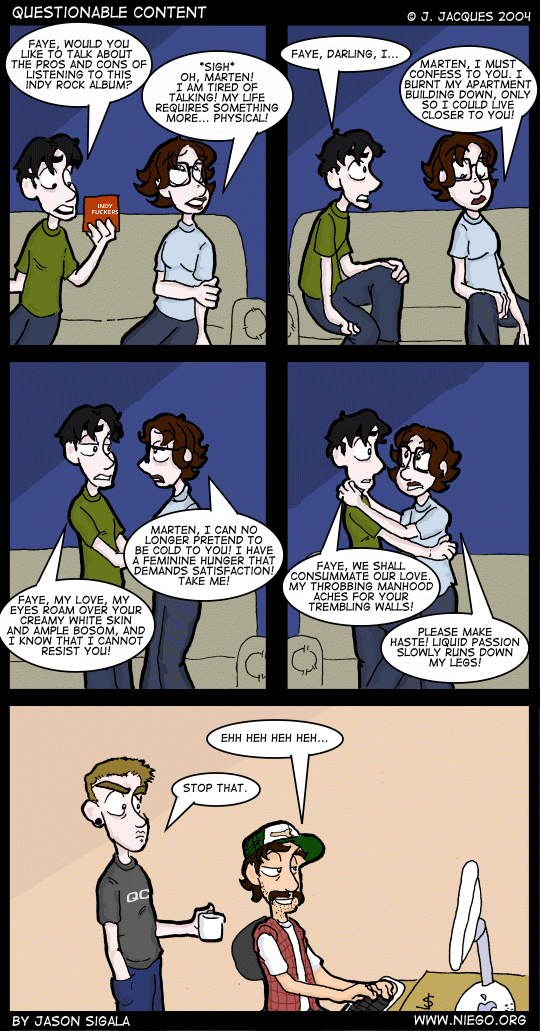 QUESTIONABLE CONTENT
© J. JACQUES 2004
FAYE, WOULD YOU
LIKE TO TALK ABOUT
THE PROS AND CONS OF
LISTENING TO THIS
INDY ROCK ALBUM?
*SIGH*
OH, MARTEN!
I AM TIRED OF
TALKING! MY LIFE
REQUIRES SOMETHING
MORE... PHYSICAL!
INDY
FUCKERS
FAYE, DARLING, I...
MARTEN, I MUST
CONFESS TO YOU. I
BURNT MY APARTMENT
BUILDING DOWN, ONLY
SO I COULD LIVE
CLOSER TO YOU!
MARTEN, I CAN NO
LONGER PRETEND TO
BE COLD TO YOU! I HAVE
A FEMININE HUNGER THAT
DEMANDS SATISFACTION!
TAKE ME!
FAYE, MY LOVE, MY
EYES ROAM OVER YOUR
CREAMY WHITE SKIN
AND AMPLE BOSOM, AND
I KNOW THAT I CANNOT
RESIST YOU!
FAYE, WE SHALL
CONSUMMATE OUR LOVE.
MY THROBBING MANHOOD
ACHES FOR YOUR
TREMBLING WALLS!
PLEASE MAKE
HASTE! LIQUID PASSION
SLOWLY RUNS DOWN
MY LEGS!
EHH HEH HEH HEH...
STOP THAT.
QC
$
BY JASON SIGALA
WWW.NIEGO.ORG